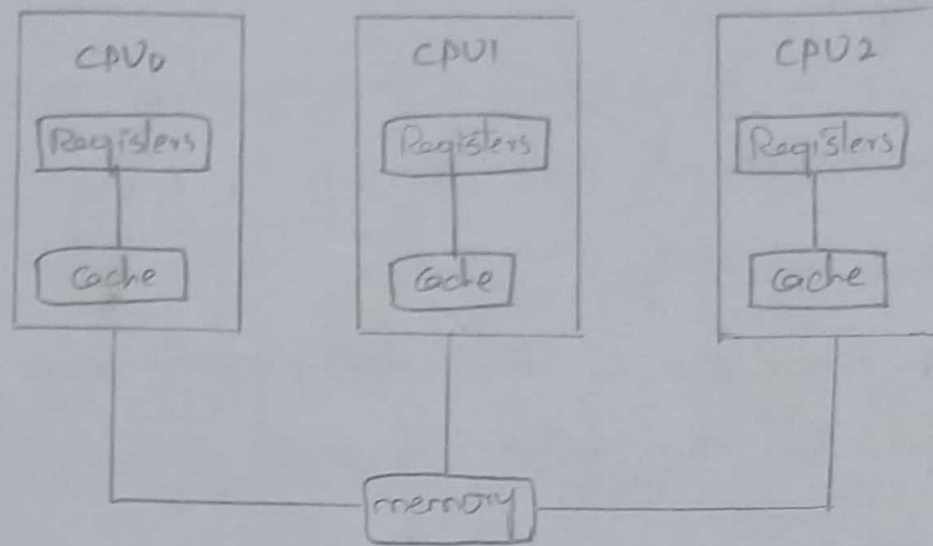 CPU0 CPU1 CPU2
Registers Registers Registers
Cache Cache Cache
memory